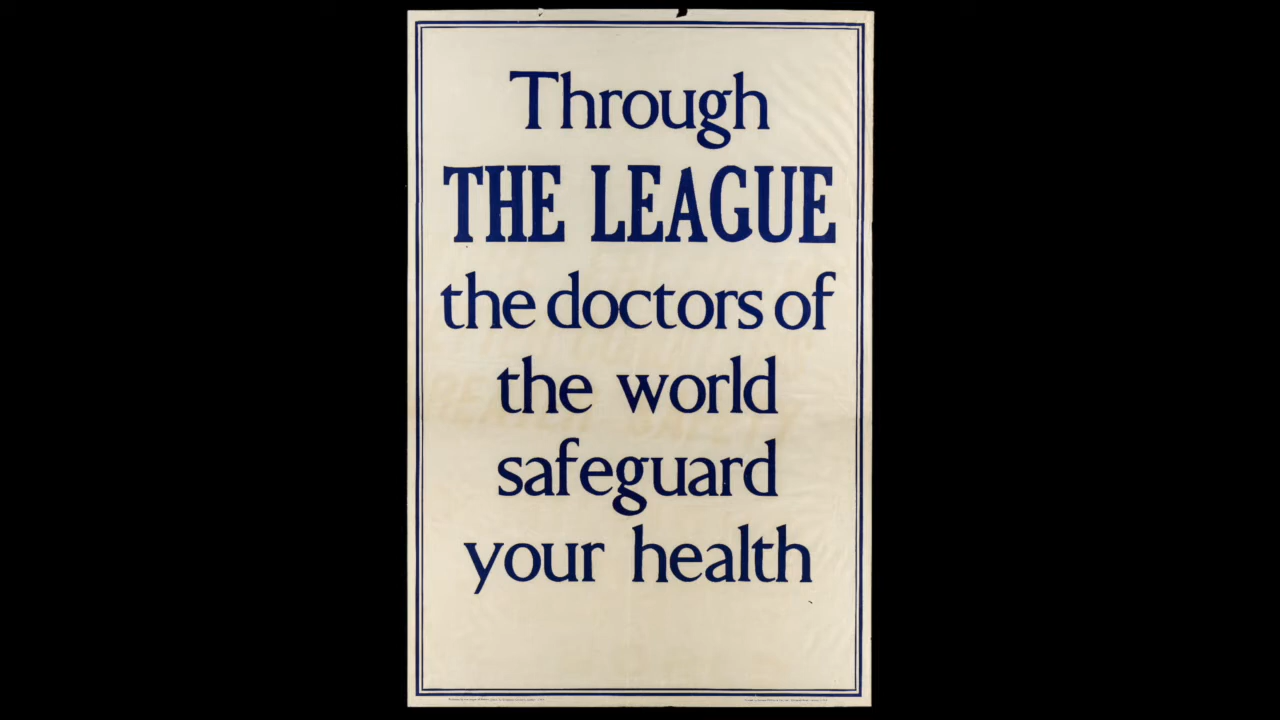 Through
THE LEAGUE
the doctors of
the world
safeguard
your health